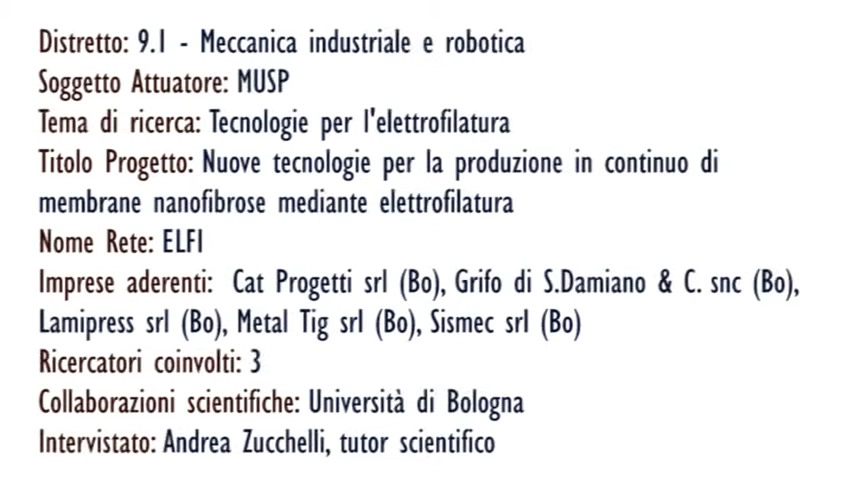 Distretto: 9.1 - Meccanica industriale e robotica
Soggetto Attuatore: MUSP
Tema di ricerca: Tecnologie per l'elettrofilatura
Titolo Progetto: Nuove tecnologie per la produzione in continuo di
membrane nanofibrose mediante elettrofilatura
Nome Rete: ELFI
Imprese aderenti: Cat Progetti srl (Bo), Grifo di S.Damiano & C. snc (Bo),
Lamipress srl (Bo), Metal Tig srl (Bo), Sismec srl (Bo)
Ricercatori coinvolti: 3
Collaborazioni scientifiche: Università di Bologna
Intervistato: Andrea Zucchelli, tutor scientifico